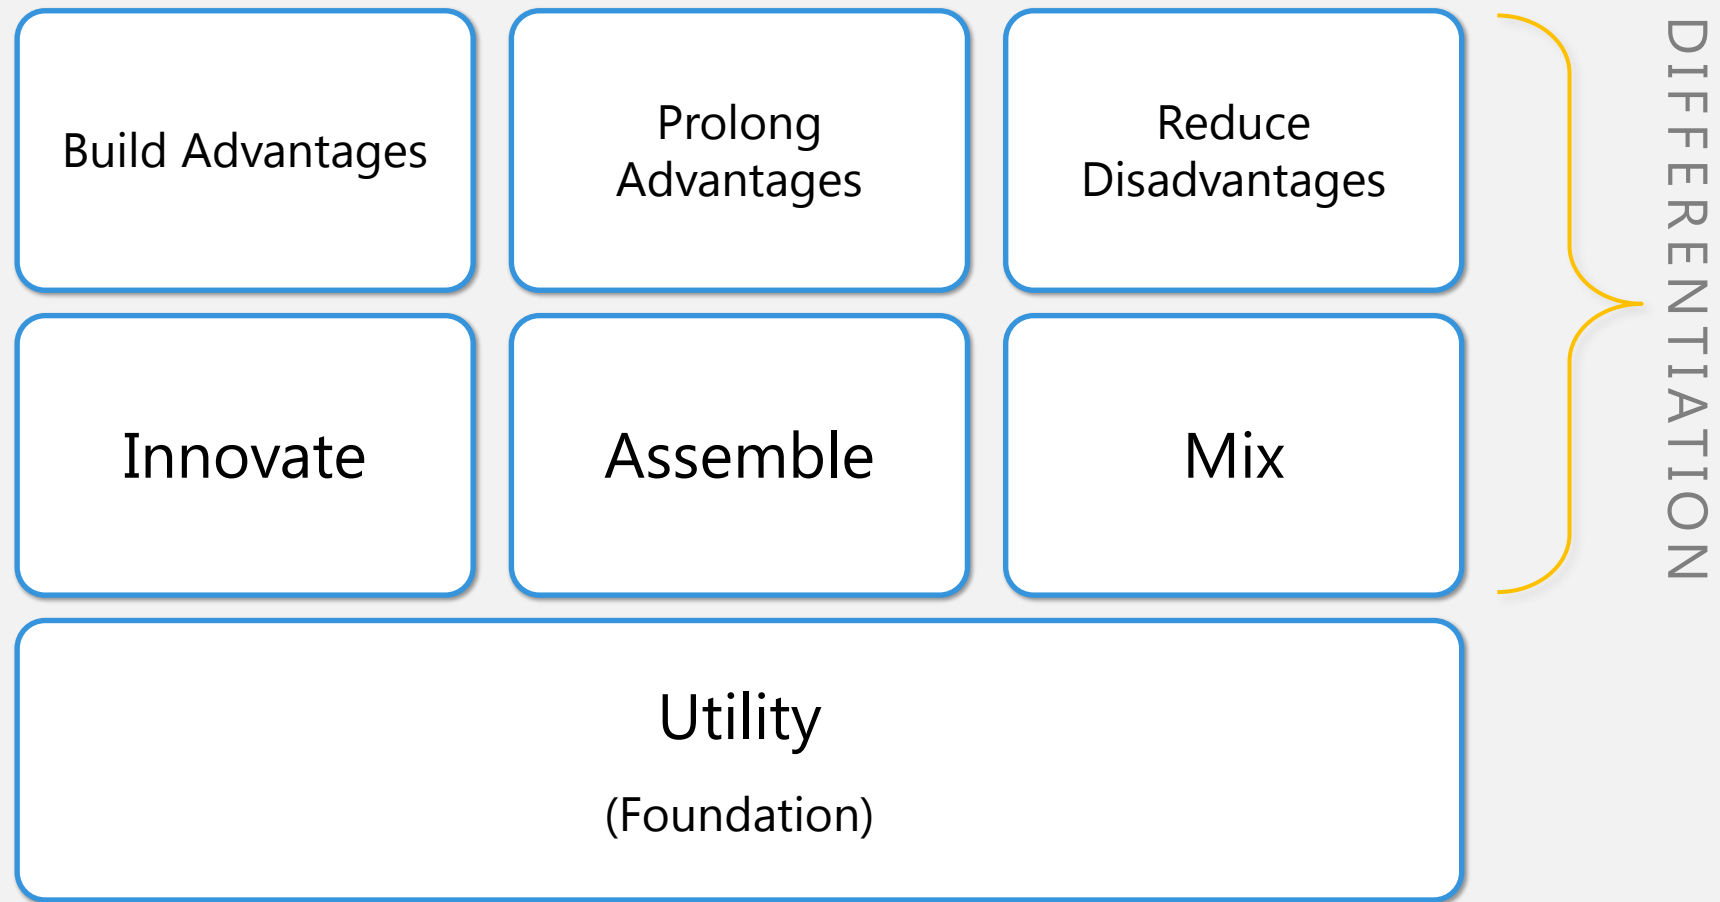 Build Advantages
Prolong
Advantages
Reduce
Disadvantages
Innovate
Assemble
Mix
Utility
(Foundation)
DIFFERENTIATION